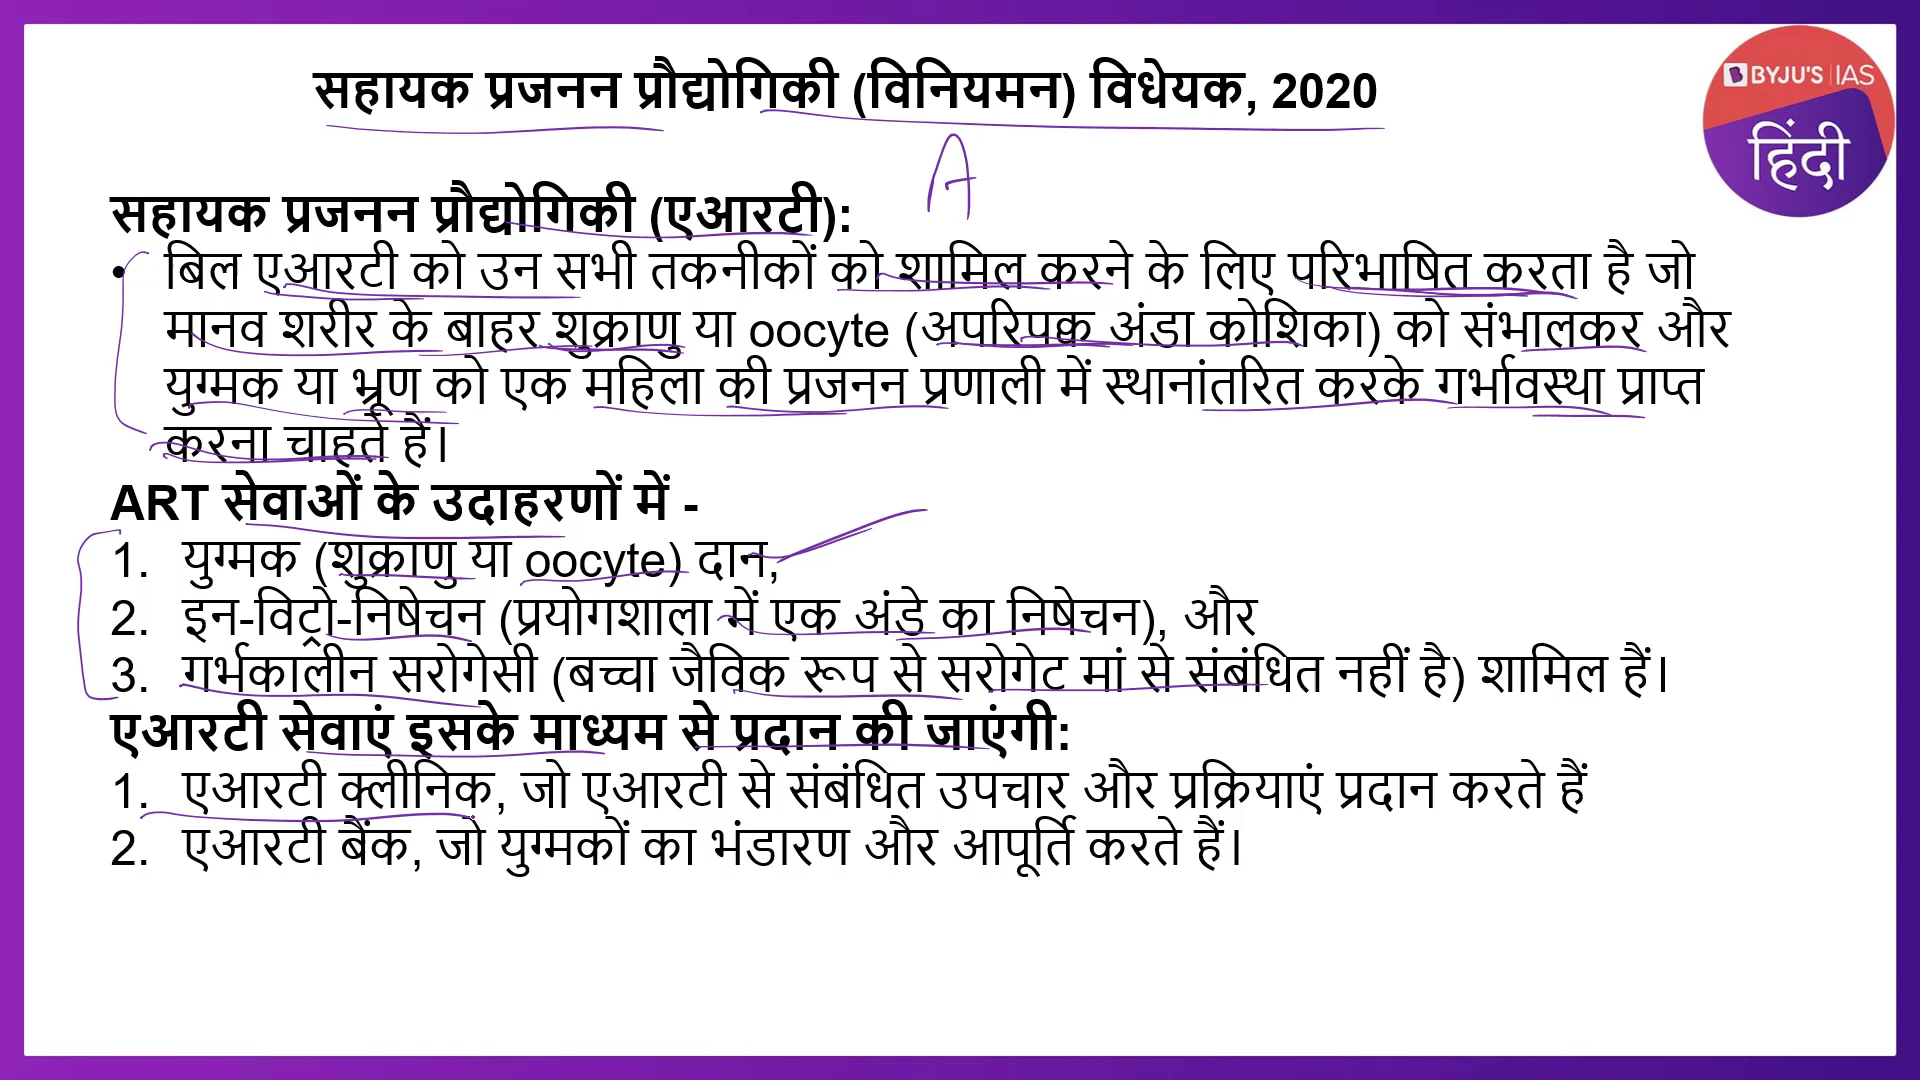 सहायक प्रजनन प्रौद्योगिकी (विनियमन) विधेयक, 2020
BYJU'S IAS
हिंदी
A
सहायक प्रजनन प्रौद्योगिकी (एआरटी):
• बिल एआरटी को उन सभी तकनीकों को शामिल करने के लिए परिभाषित करता है जो
मानव शरीर के बाहर शुक्राणु या oocyte (अपरिपक्व अंडा कोशिका) को संभालकर और
युग्मक या भ्रूण को एक महिला की प्रजनन प्रणाली में स्थानांतरित करके गर्भावस्था प्राप्त
करना चाहते हैं।
ART सेवाओं के उदाहरणों में -
1. युग्मक (शुक्राणु या oocyte) दान,
2. इन-विट्रो-निषेचन (प्रयोगशाला में एक अंडे का निषेचन), और
3. गर्भकालीन सरोगेसी (बच्चा जैविक रूप से सरोगेट मां से संबंधित नहीं है) शामिल हैं।
एआरटी सेवाएं इसके माध्यम से प्रदान की जाएंगी:
1. एआरटी क्लीनिक, जो एआरटी से संबंधित उपचार और प्रक्रियाएं प्रदान करते हैं
2. एआरटी बैंक, जो युग्मकों का भंडारण और आपूर्ति करते हैं।